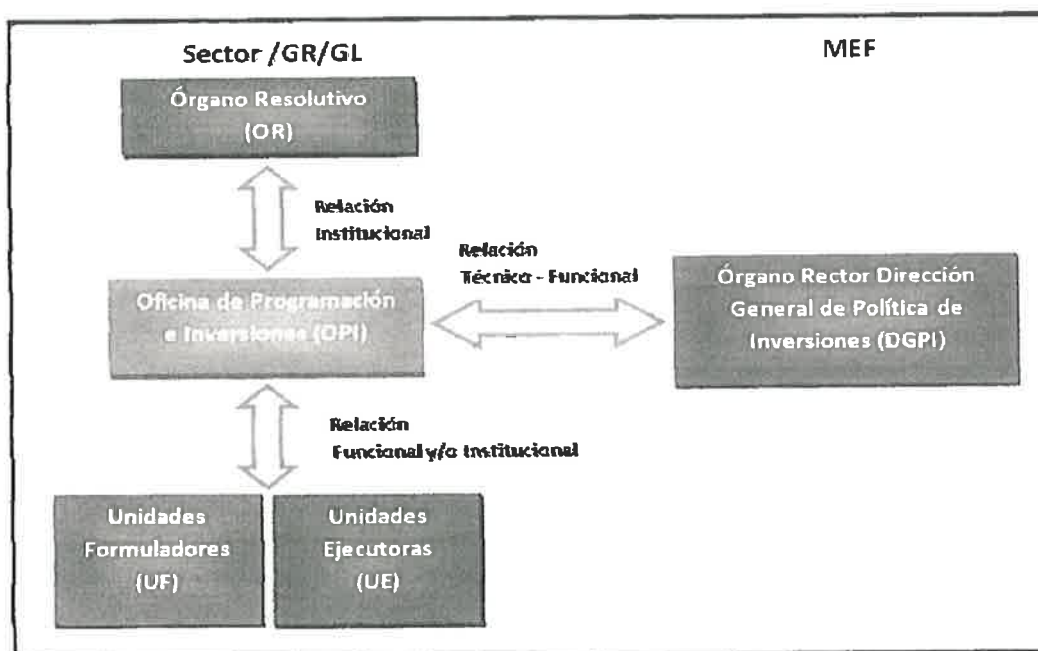 Sector /GR/GL
MEF
Órgano Resolutivo
(OR)
Relación
Institucional
Relación
Técnico - Funcional
Oficina de Programación
e Inversiones (OPI)
Órgano Rector Dirección
General de Política de
Inversiones (DGPI)
Relación
Funcional y/o Institucional
Unidades
Formuladores
(UF)
Unidades
Ejecutoras
(UE)